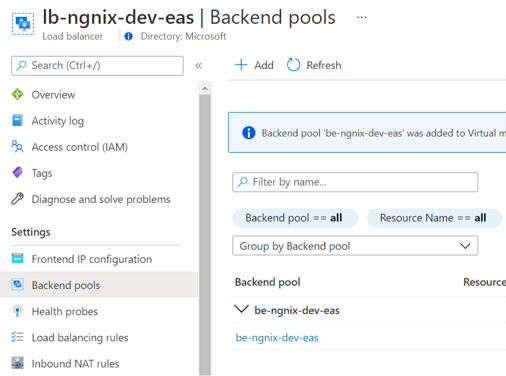 lb-ngnix-dev-eas | Backend pools ...
Load balancer Directory: Microsoft
Search (Ctrl+/) «
Overview
Activity log
Access control (IAM)
Tags
Diagnose and solve problems
Settings
Frontend IP configuration
Backend pools
Health probes
Load balancing rules
Inbound NAT rules
Add Refresh
Backend pool 'be-ngnix-dev-eas' was added to Virtual m
Filter by name...
Backend pool == all Resource Name == all
Group by Backend pool
Backend pool Resource
be-ngnix-dev-eas
be-ngnix-dev-eas